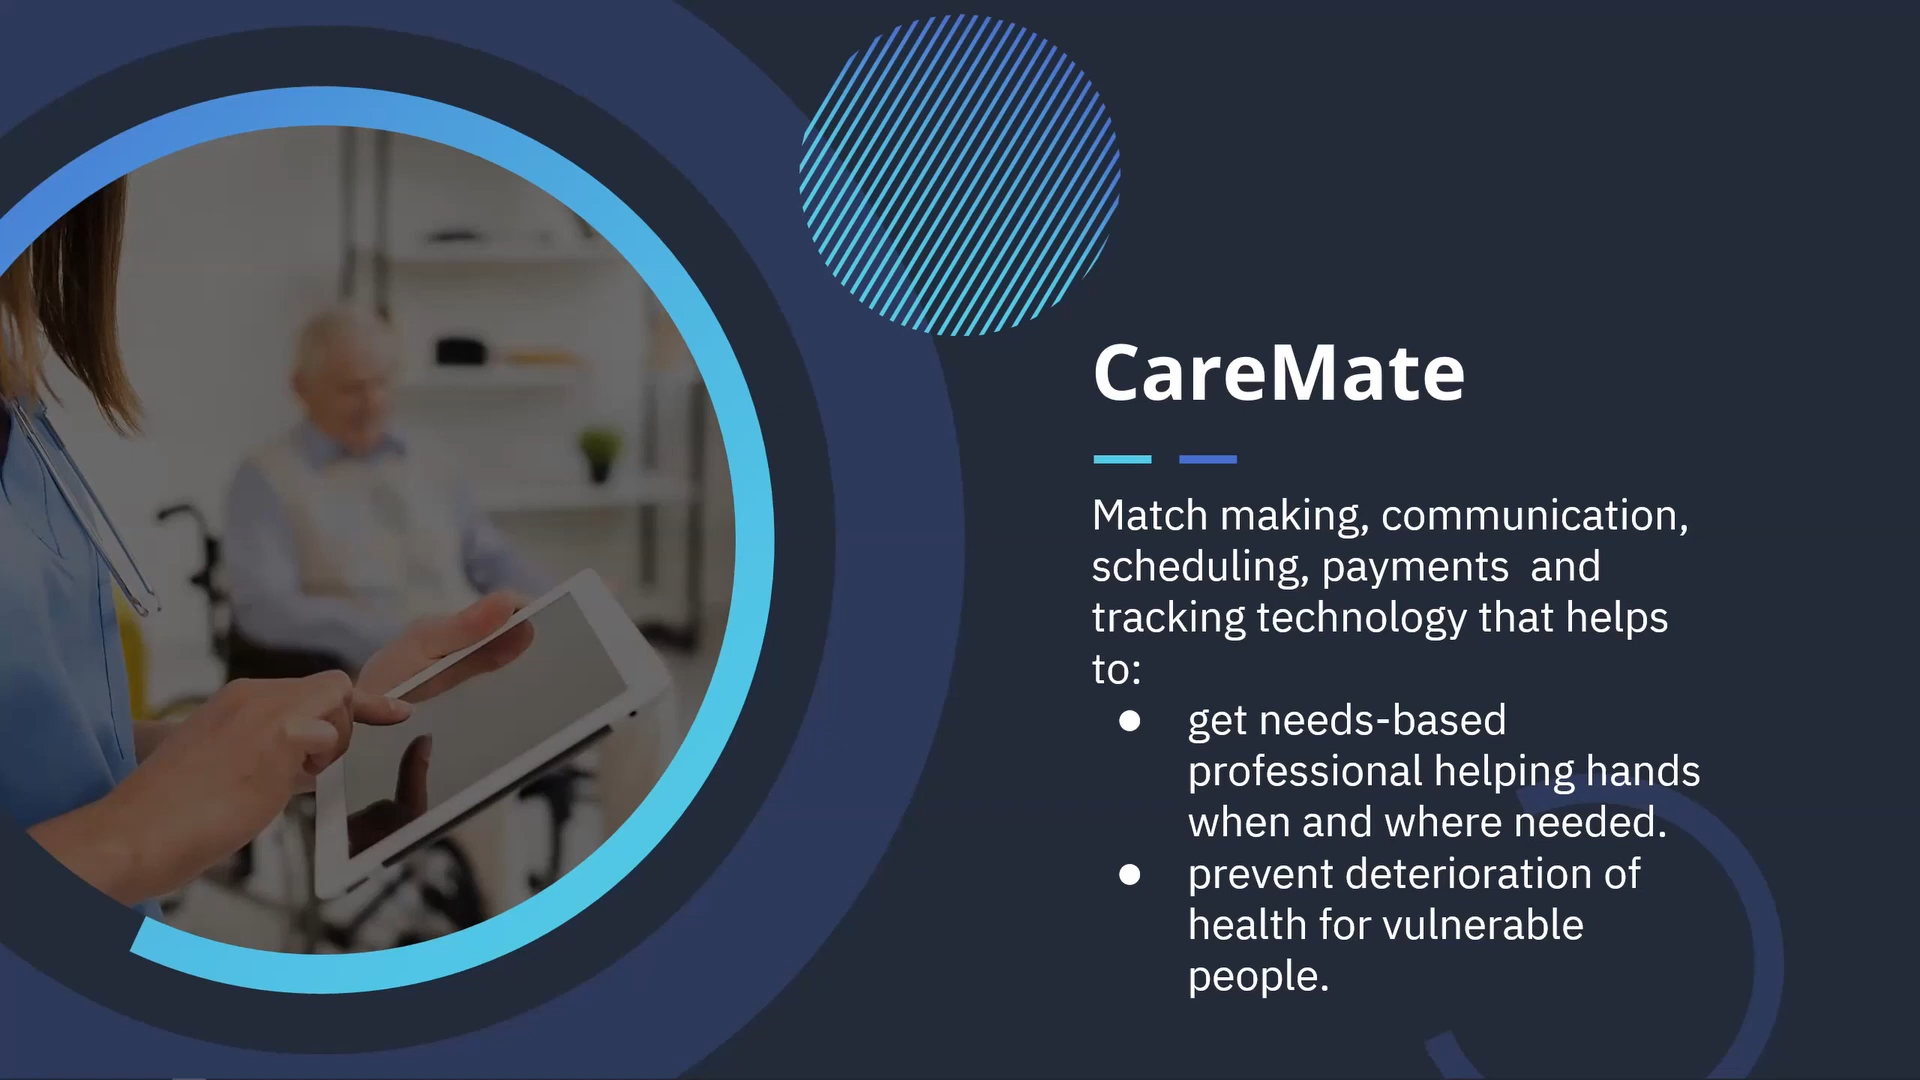 CareMate
Match making, communication,
scheduling, payments  and
tracking technology that helps
to:
● get needs-based
professional helping hands
when and where needed.
● prevent deterioration of
health for vulnerable
people.